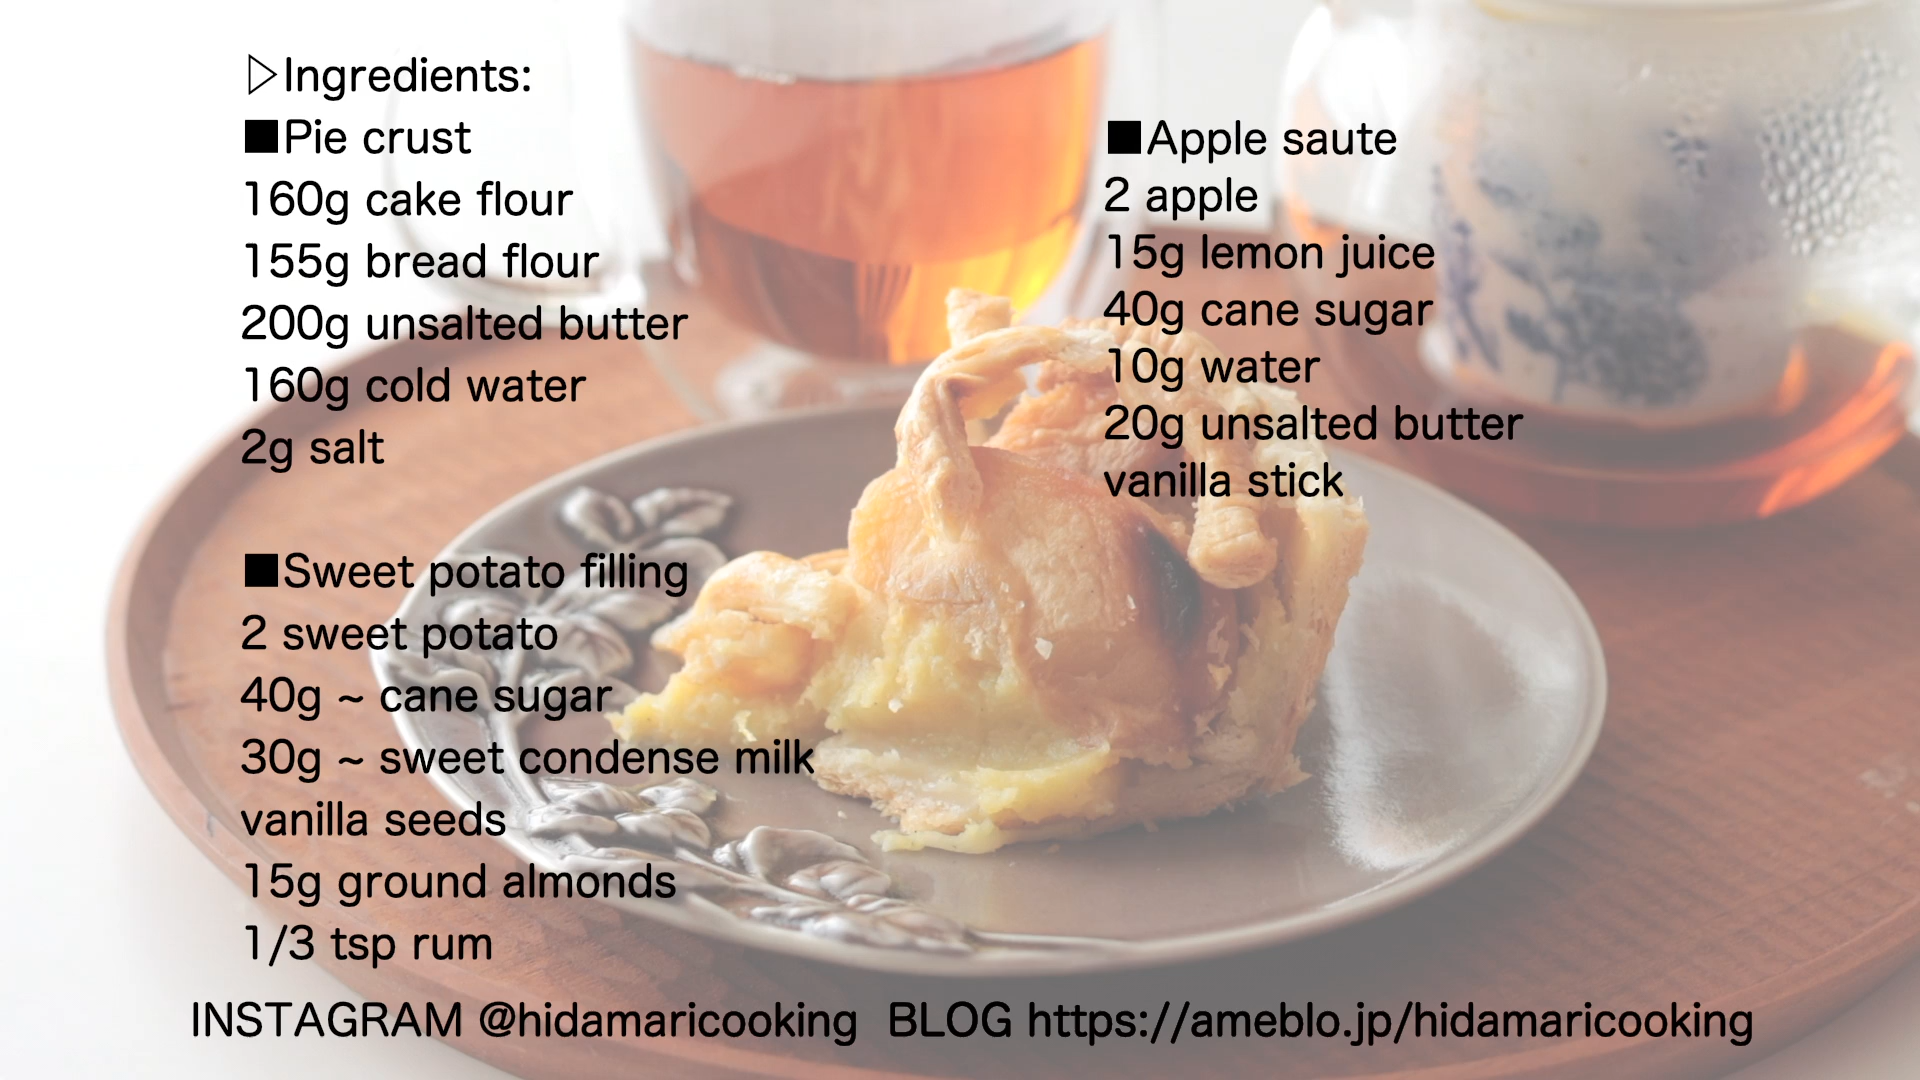 ▷Ingredients:
■Pie crust
160g cake flour
155g bread flour
200g unsalted butter
160g cold water
2g salt
■Sweet potato filling
2 sweet potato
40g ~ cane sugar
30g ~ sweet condense milk
vanilla seeds
15g ground almonds
1/3 tsp rum
■Apple saute
2 apple
15g lemon juice
40g cane sugar
10g water
20g unsalted butter
vanilla stick
INSTAGRAM @hidamaricooking BLOG https://ameblo.jp/hidamaricooking